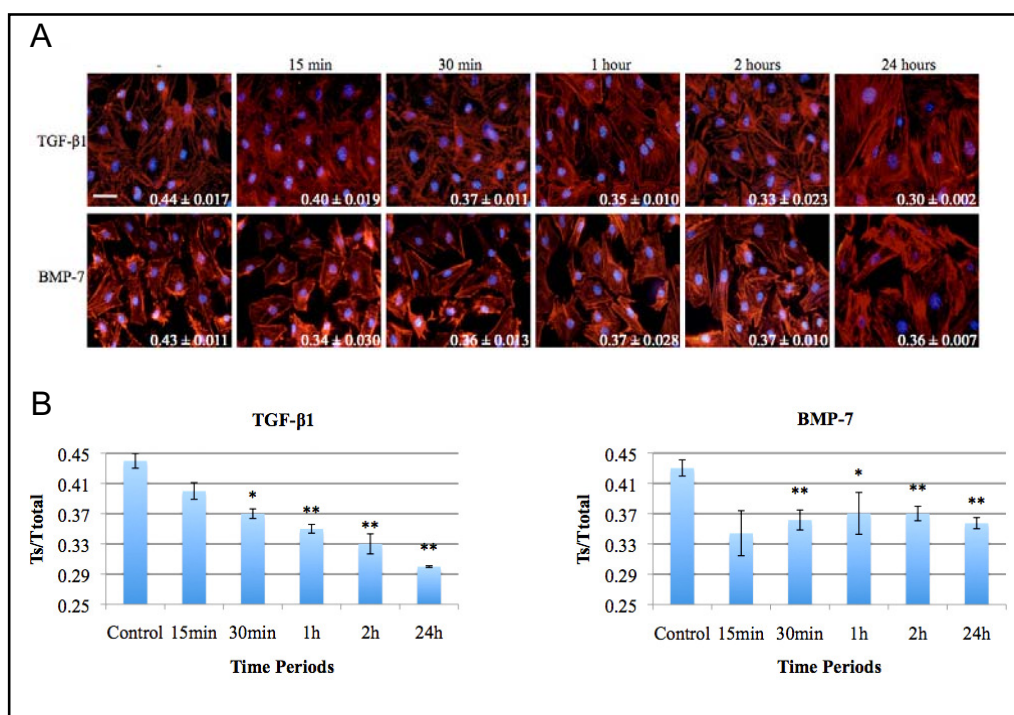 A
- 15 min 30 min 1 hour 2 hours 24 hours
TGF-β1
0.44 ± 0.017 0.40 ± 0.019 0.37 ± 0.011 0.35 ± 0.010 0.33 ± 0.023 0.30 ± 0.002
BMP-7
0.43 ± 0.011 0.34 ± 0.030 0.36 ± 0.013 0.37 ± 0.028 0.37 ± 0.010 0.36 ± 0.007
B
TGF-β1
Ts/Ttotal
0.45
0.41
0.37
0.33
0.29
0.25
*
**
**
**
Control 15min 30min 1h 2h 24h
Time Periods
BMP-7
Ts/Ttotal
0.45
0.41
0.37
0.33
0.29
0.25
**
*
**
**
Control 15min 30min 1h 2h 24h
Time Periods